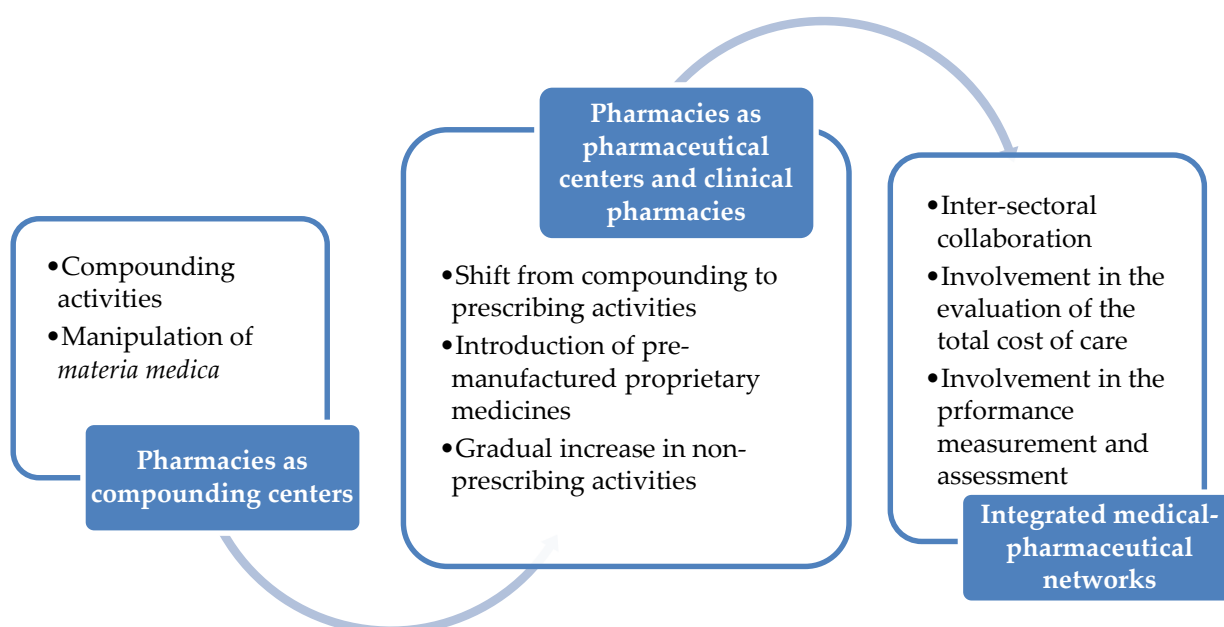 •Compounding
activities
•Manipulation of
materia medica
Pharmacies as
compounding centers
Pharmacies as
pharmaceutical
centers and clinical
pharmacies
•Shift from compounding to
prescribing activities
•Introduction of pre-
manufactured proprietary
medicines
•Gradual increase in non-
prescribing activities
•Inter-sectoral
collaboration
•Involvement in the
evaluation of the
total cost of care
•Involvement in the
prformance
measurement and
assessment
Integrated medical-
pharmaceutical
networks